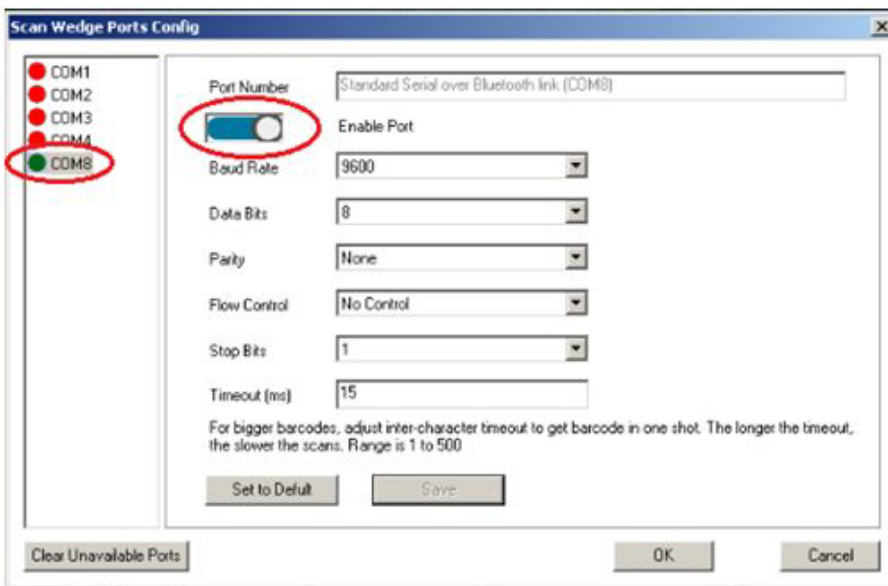 Scan Wedge Ports Config
COM1
COM2
COM3
COM4
COM8
Port Number
Standard Serial over Bluetooth link (COM8)
Enable Port
Baud Rate
9600
Data Bits
8
Parity
None
Flow Control
No Control
Stop Bits
1
Timeout (ms)
15
For bigger barcodes, adjust inter-character timeout to get barcode in one shot. The longer the timeout,
the slower the scans. Range is 1 to 500
Set to Defult
Save
Clear Unavailable Ports
OK
Cancel